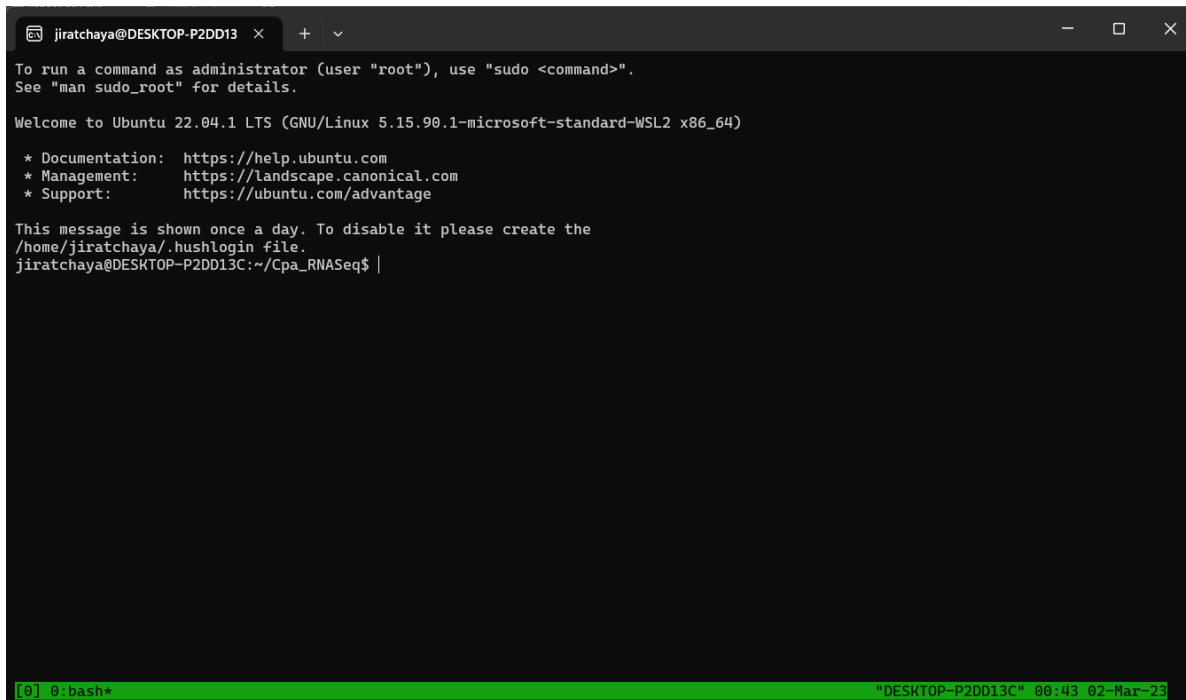 jiratchaya@DESKTOP-P2DD13
To run a command as administrator (user "root"), use "sudo <command>".
See "man sudo_root" for details.
Welcome to Ubuntu 22.04.1 LTS (GNU/Linux 5.15.90.1-microsoft-standard-WSL2 x86_64)
* Documentation: https://help.ubuntu.com
* Management: https://landscape.canonical.com
* Support: https://ubuntu.com/advantage
This message is shown once a day. To disable it please create the
/home/jiratchaya/.hushlogin file.
jiratchaya@DESKTOP-P2DD13C:~/Cpa_RNASeq$
[0] 0:bash* "DESKTOP-P2DD13C" 00:43 02-Mar-23